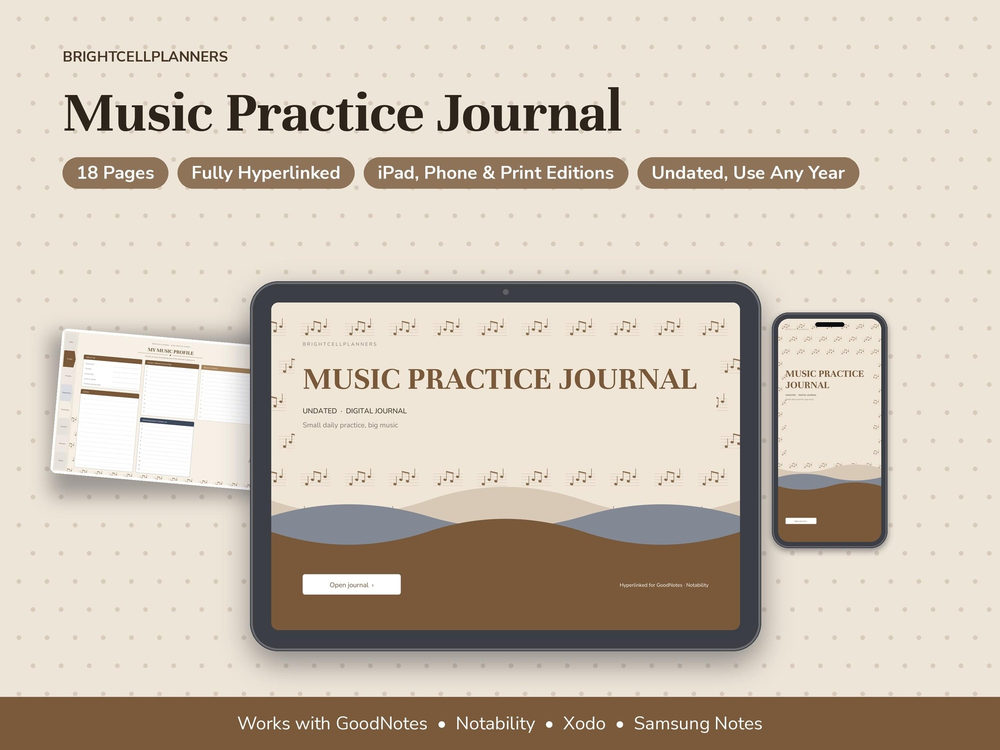 BRIGHTCELLPLANNERS
Music Practice Journal
18 Pages
Fully Hyperlinked
iPad, Phone & Print Editions
Undated, Use Any Year
MY MUSIC PROFILE
BRIGHTCELLPLANNERS
MUSIC PRACTICE JOURNAL
UNDATED · DIGITAL JOURNAL
Small daily practice, big music
Open journal ›
Hyperlinked for GoodNotes · Notability
MUSIC PRACTICE
JOURNAL
Works with GoodNotes • Notability • Xodo • Samsung Notes